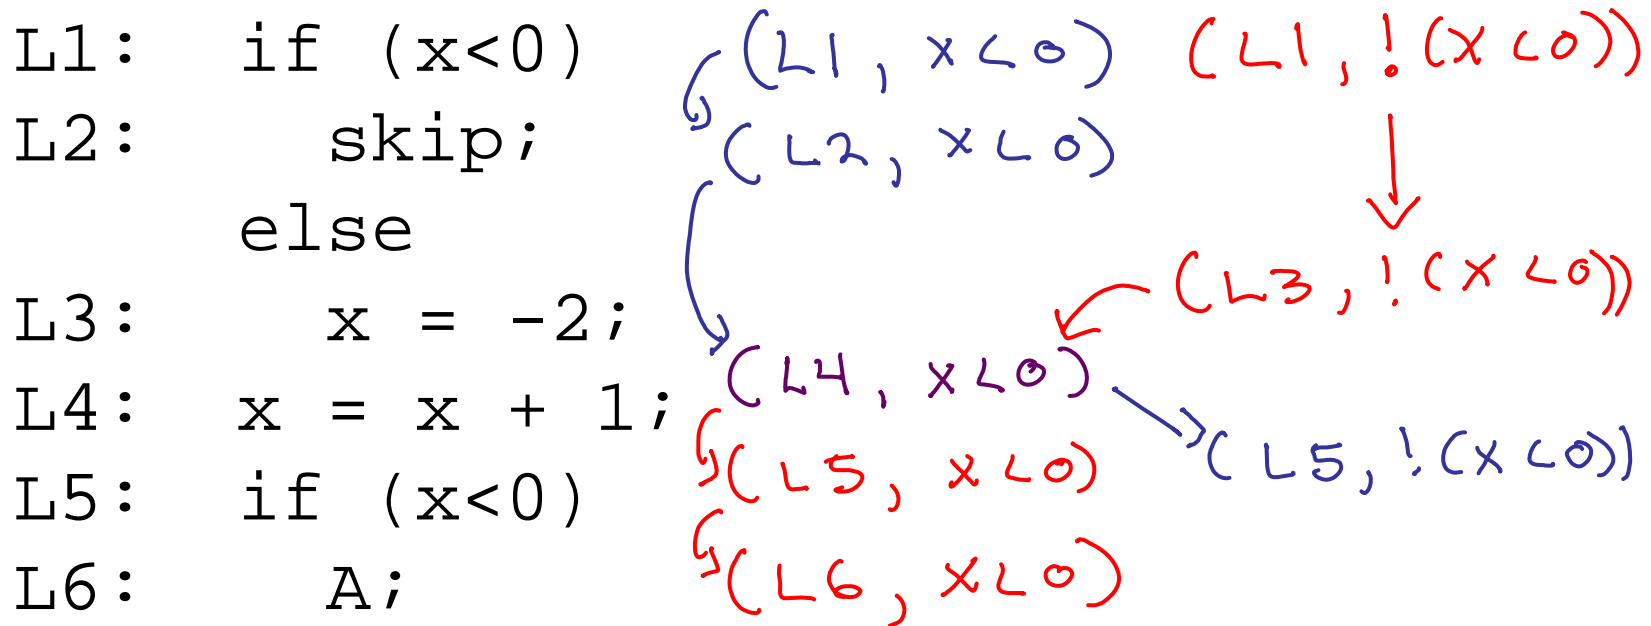 L1: if (x<0) (L1, x<0) (L1, !(x<0))
L2: skip; (L2, x<0)
else
(L3, !(x<0))
L3: x = -2;
(L4, x<0)
L4: x = x + 1;
(L5, x<0) (L5, !(x<0))
L5: if (x<0)
L6: A; (L6, x<0)